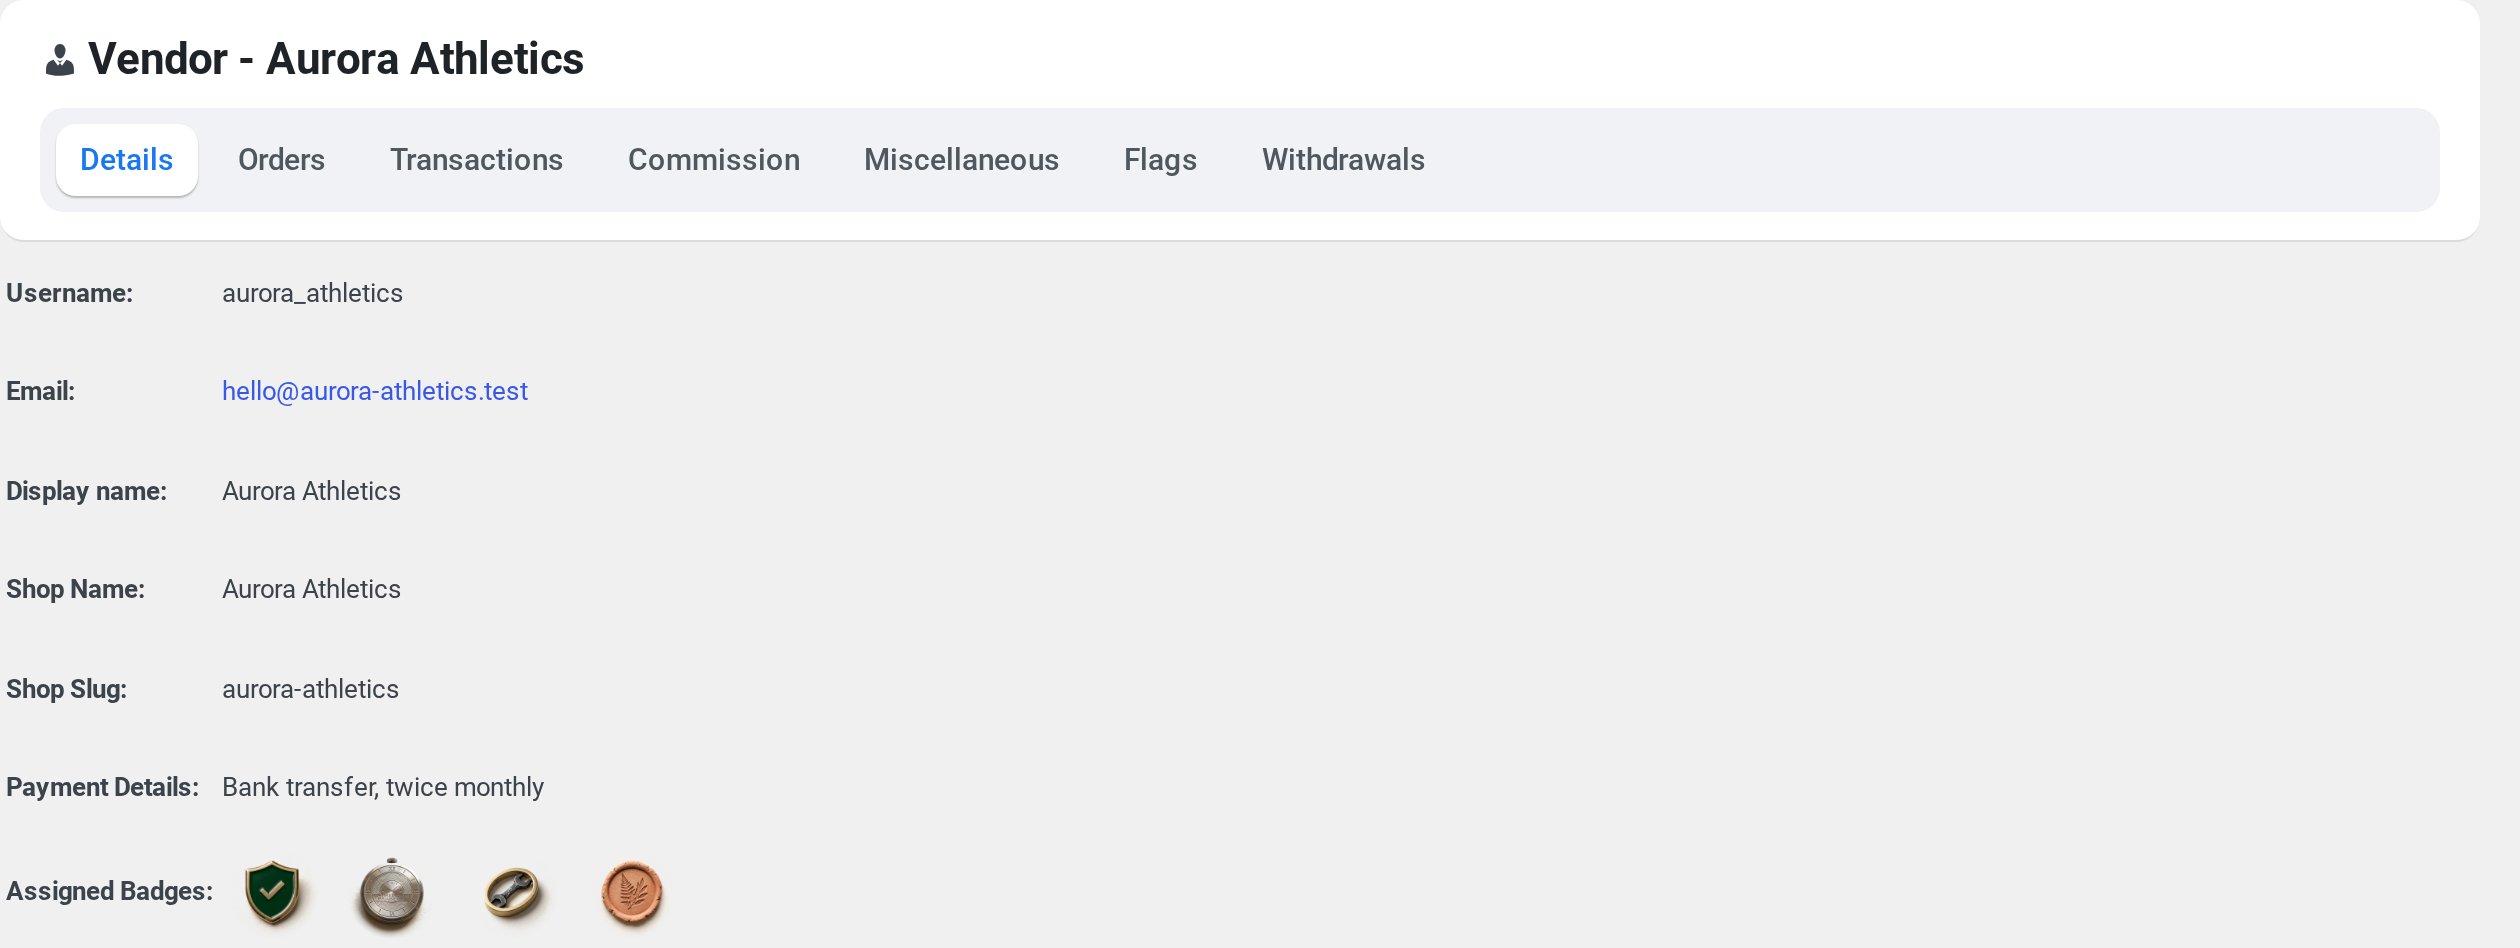 Vendor - Aurora Athletics
Details Orders Transactions Commission Miscellaneous Flags Withdrawals
Username: aurora_athletics
Email: hello@aurora-athletics.test
Display name: Aurora Athletics
Shop Name: Aurora Athletics
Shop Slug: aurora-athletics
Payment Details: Bank transfer, twice monthly
Assigned Badges: